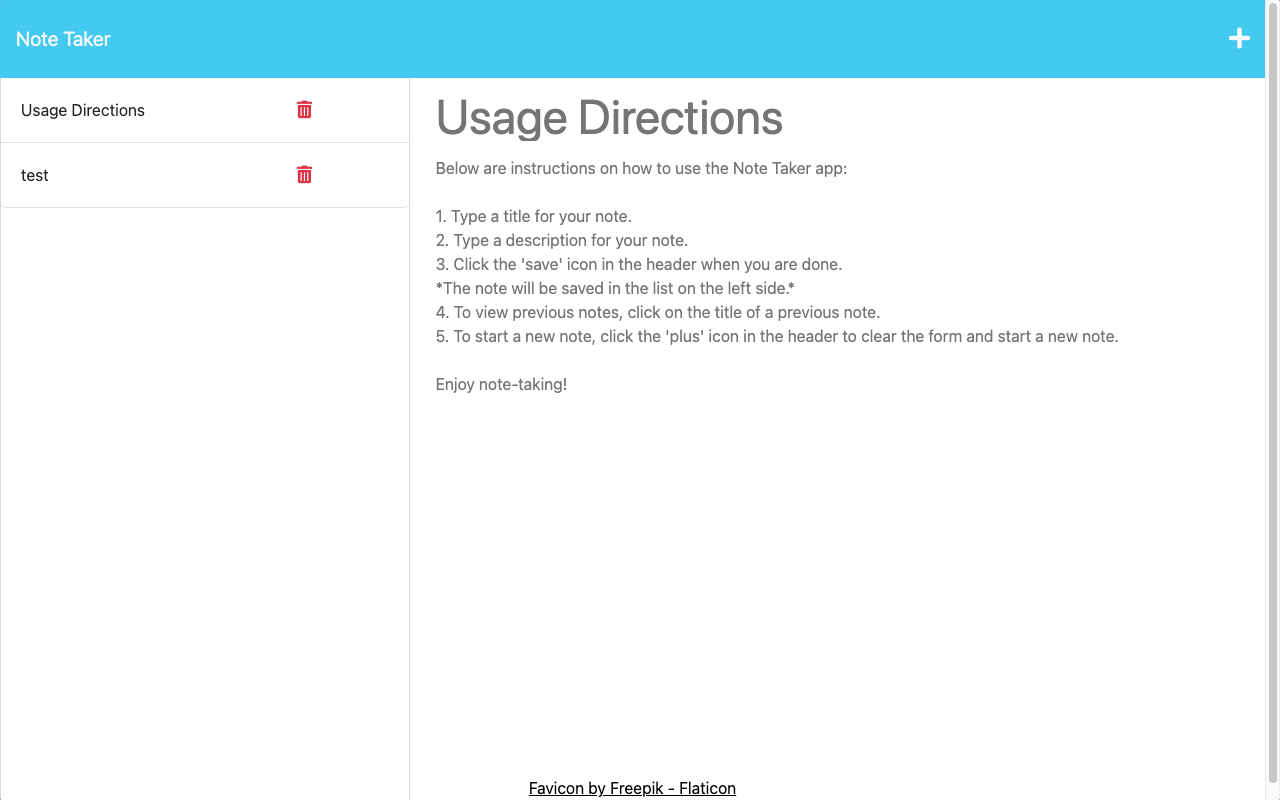 Note Taker
Usage Directions
test
Usage Directions
Below are instructions on how to use the Note Taker app:
1. Type a title for your note.
2. Type a description for your note.
3. Click the 'save' icon in the header when you are done.
*The note will be saved in the list on the left side.*
4. To view previous notes, click on the title of a previous note.
5. To start a new note, click the 'plus' icon in the header to clear the form and start a new note.
Enjoy note-taking!
Favicon by Freepik - Flaticon